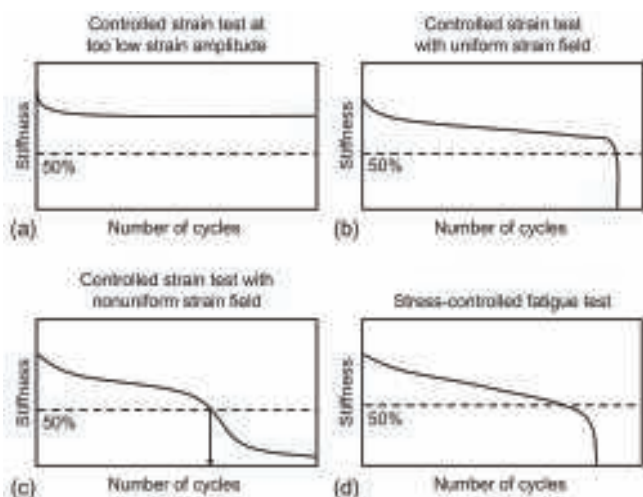 Controlled strain test at
too low strain amplitude
Stiffness
50%
(a)
Number of cycles
Controlled strain test
with uniform strain field
Stiffness
50%
(b)
Number of cycles
Controlled strain test with
nonuniform strain field
Stiffness
50%
(c)
Number of cycles
Stress-controlled fatigue test
Stiffness
50%
(d)
Number of cycles